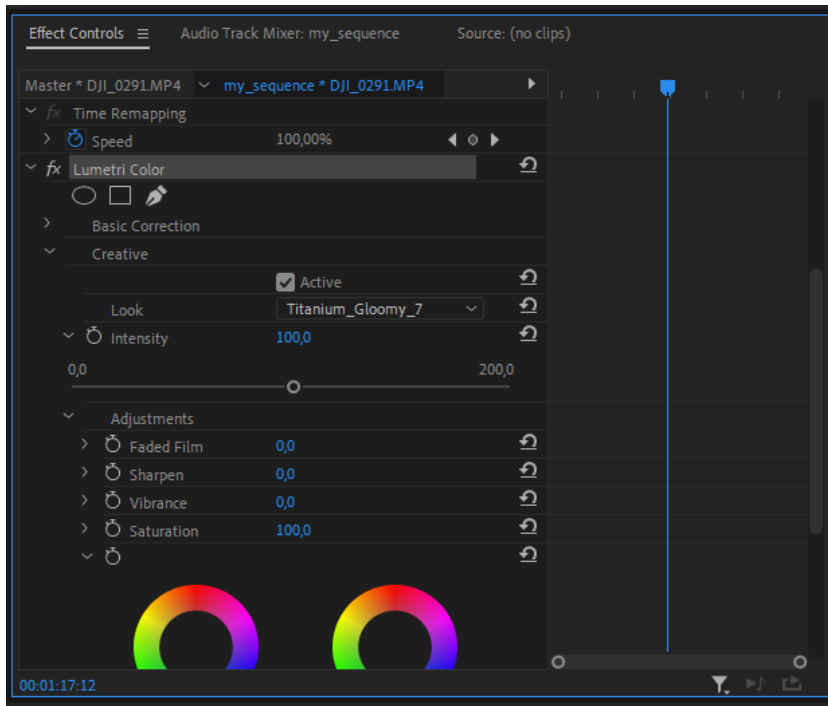 Effect Controls Audio Track Mixer: my_sequence Source: (no clips)
Master * DJI_0291.MP4 my_sequence * DJI_0291.MP4
fx Time Remapping
Speed 100,00%
fx Lumetri Color
Basic Correction
Creative
Active
Look Titanium_Gloomy_7
Intensity 100,0
0,0 200,0
Adjustments
Faded Film 0,0
Sharpen 0,0
Vibrance 0,0
Saturation 100,0
00:01:17:12